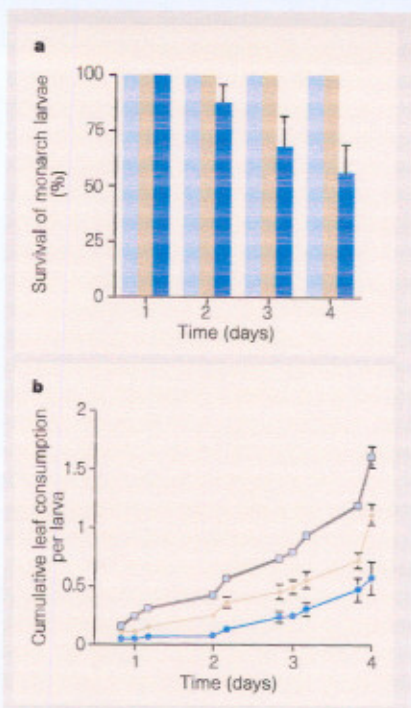 a
Survival of monarch larvae
(%)
100
75
50
25
0
1 2 3 4
Time (days)
b
Cumulative leaf consumption
per larva
2
1.5
1
0.5
0
1 2 3 4
Time (days)